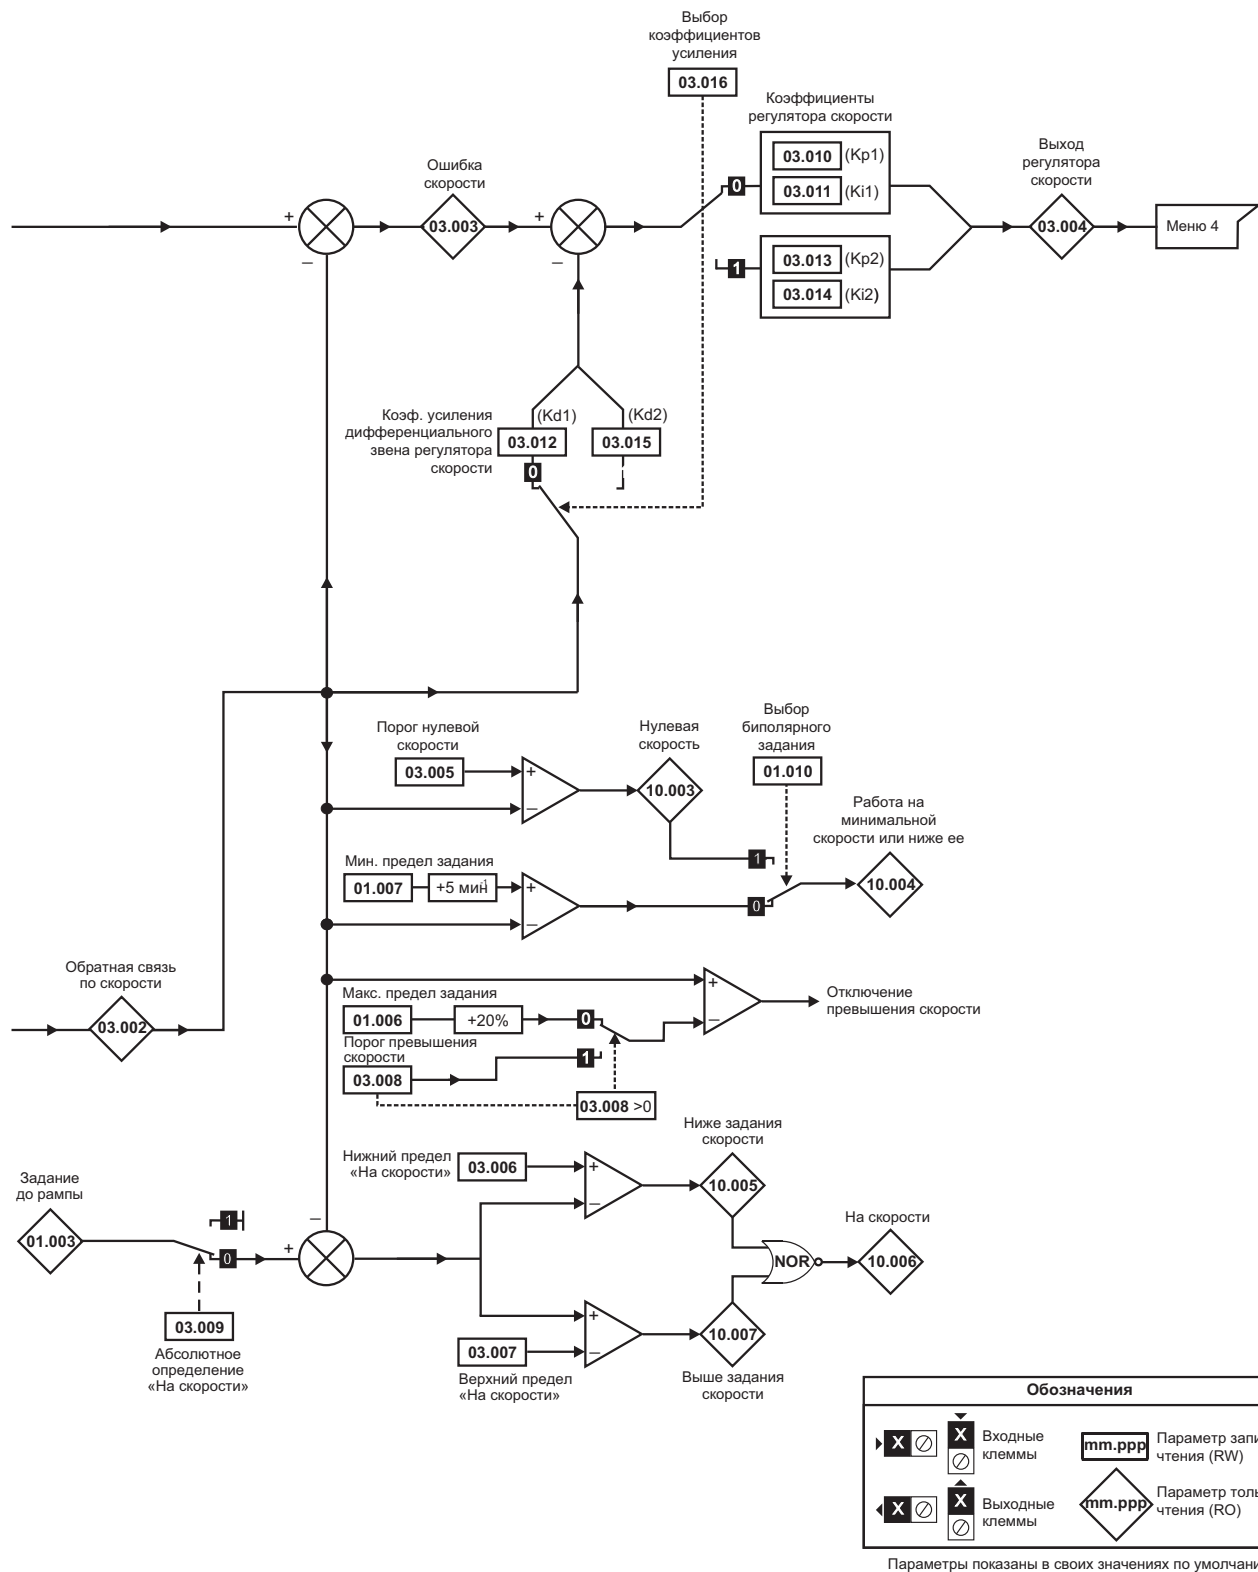 Выбор
коэффициентов
усиления
03.016
Коэффициенты
регулятора скорости
03.010 (Kp1)
0
03.011 (Ki1)
1
03.013 (Kp2)
03.014 (Ki2)
Выход
регулятора
скорости
03.004
Меню 4
Ошибка
скорости
+
03.003
+
–
–
Коэф. усиления
дифференциального
звена регулятора
скорости
(Kd1)
03.012
0
(Kd2)
03.015
Порог нулевой
скорости
03.005
+
–
Нулевая
скорость
10.003
Выбор
биполярного
задания
01.010
1
Работа на
минимальной
скорости или ниже ее
10.004
Мин. предел задания
01.007
+5 мин
+
–
0
Обратная связь
по скорости
03.002
Макс. предел задания
01.006
+20%
0
+
–
Отключение
превышения скорости
Порог превышения
скорости
03.008
1
03.008 >0
Нижний предел
«На скорости»
03.006
+
–
Ниже задания
скорости
10.005
Задание
до рампы
01.003
1
0
–
+
03.009
Абсолютное
определение
«На скорости»
NOR
На скорости
10.006
+
–
03.007
Верхний предел
«На скорости»
10.007
Выше задания
скорости
Обозначения
X
X
Входные
клеммы
mm.ppp
Параметр запи
чтения (RW)
X
X
Выходные
клеммы
mm.ppp
Параметр толь
чтения (RO)
Параметры показаны в своих значениях по умолчани